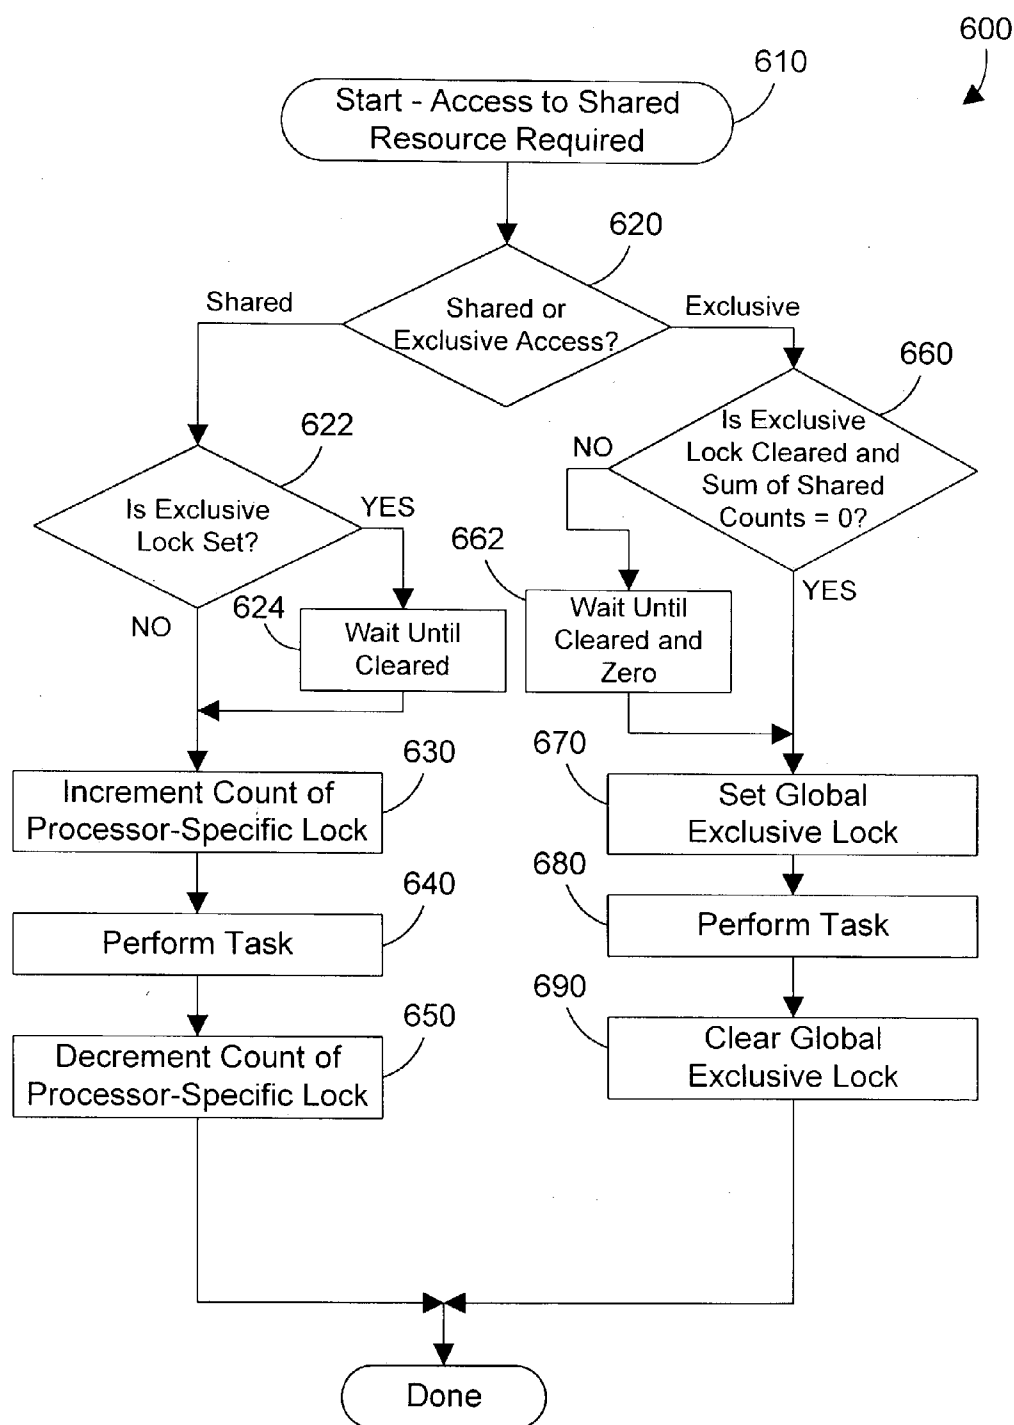 600
610
Start - Access to Shared
Resource Required
620
Shared or
Exclusive Access?
Shared
Exclusive
660
Is Exclusive
Lock Cleared and
Sum of Shared
Counts = 0?
NO
YES
622
Is Exclusive
Lock Set?
YES
NO
624
Wait Until
Cleared
662
Wait Until
Cleared and
Zero
630
Increment Count of
Processor-Specific Lock
670
Set Global
Exclusive Lock
640
Perform Task
680
Perform Task
650
Decrement Count of
Processor-Specific Lock
690
Clear Global
Exclusive Lock
Done